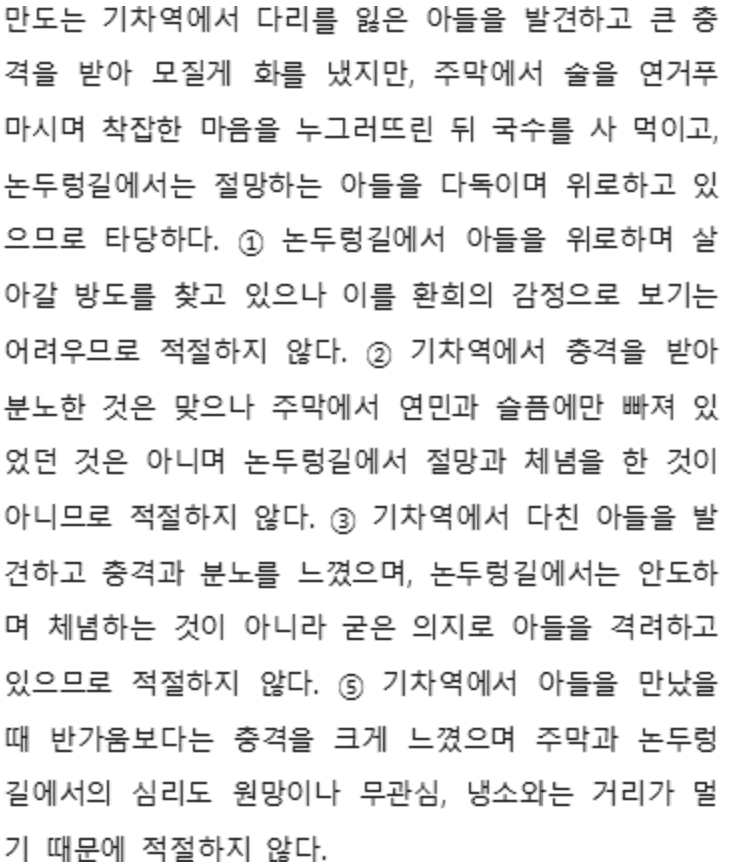 만도는 기차역에서 다리를 잃은 아들을 발견하고 큰 충
격을 받아 모질게 화를 냈지만, 주막에서 술을 연거푸
마시며 착잡한 마음을 누그러뜨린 뒤 국수를 사 먹이고,
논두렁길에서는 절망하는 아들을 다독이며 위로하고 있
으므로 타당하다. ① 논두렁길에서 아들을 위로하며 살
아갈 방도를 찾고 있으나 이를 환희의 감정으로 보기는
어려우므로 적절하지 않다. ② 기차역에서 충격을 받아
분노한 것은 맞으나 주막에서 연민과 슬픔에만 빠져 있
었던 것은 아니며 논두렁길에서 절망과 체념을 한 것이
아니므로 적절하지 않다. ③ 기차역에서 다친 아들을 발
견하고 충격과 분노를 느꼈으며, 논두렁길에서는 안도하
며 체념하는 것이 아니라 굳은 의지로 아들을 격려하고
있으므로 적절하지 않다. ⑤ 기차역에서 아들을 만났을
때 반가움보다는 충격을 크게 느꼈으며 주막과 논두렁
길에서의 심리도 원망이나 무관심, 냉소와는 거리가 멀
기 때문에 적절하지 않다.